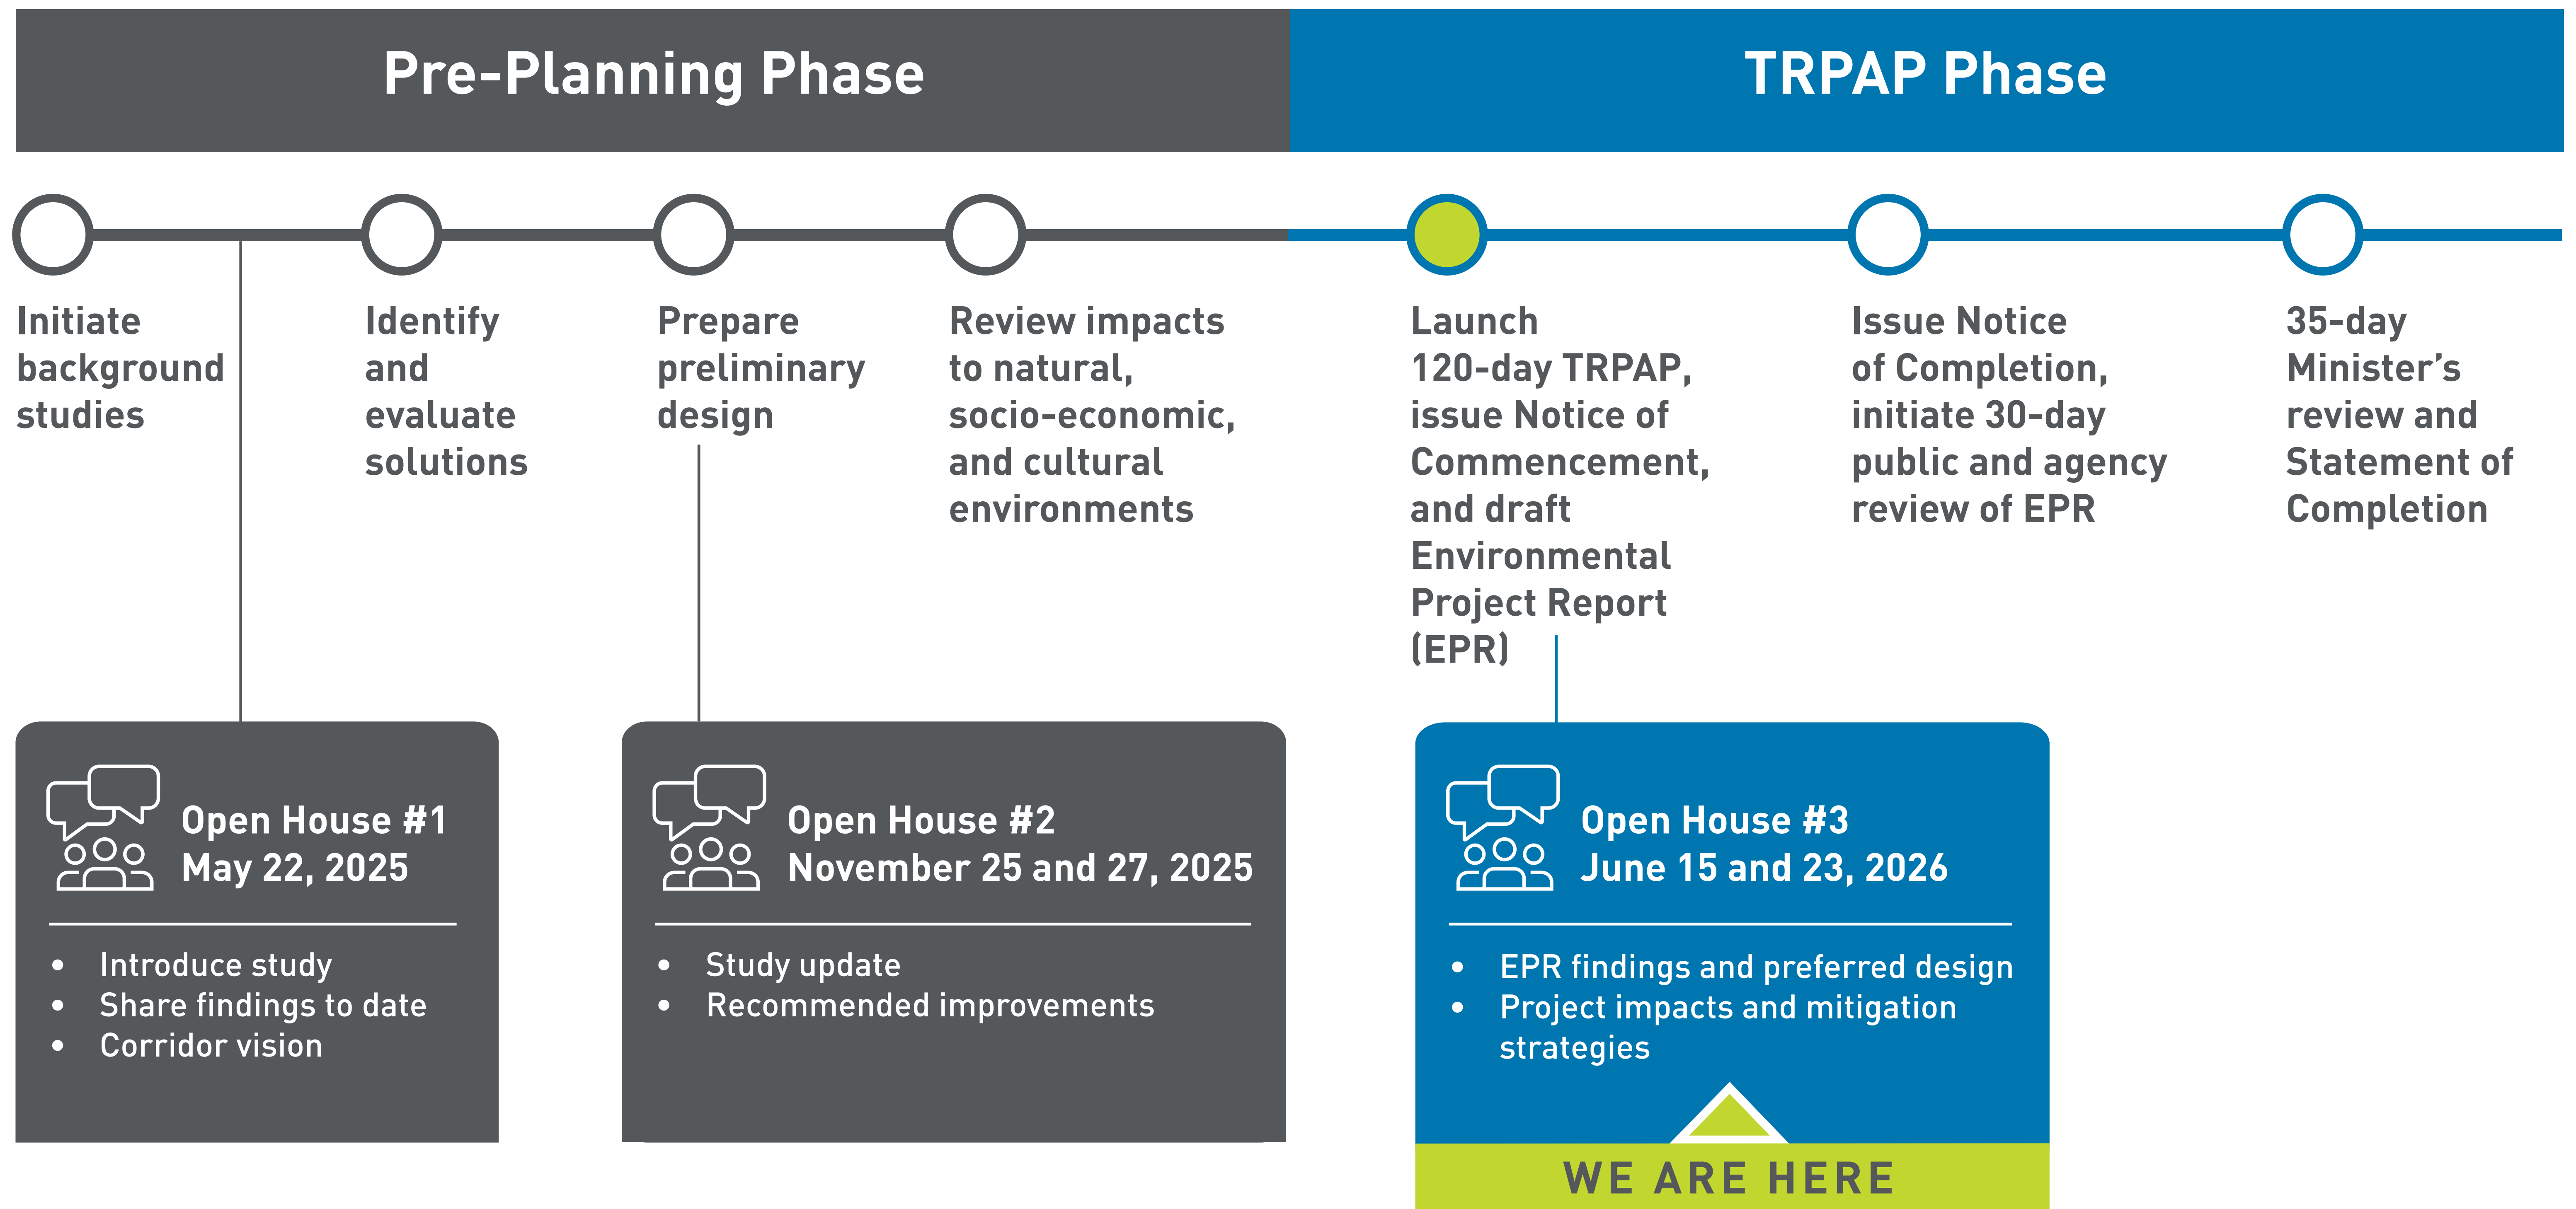 Pre-Planning Phase
TRPAP Phase
Initiate
background
studies
Identify
and
evaluate
solutions
Prepare
preliminary
design
Review impacts
to natural,
socio-economic,
and cultural
environments
Launch
120-day TRPAP,
issue Notice of
Commencement,
and draft
Environmental
Project Report
(EPR)
Issue Notice
of Completion,
initiate 30-day
public and agency
review of EPR
35-day
Minister’s
review and
Statement of
Completion
Open House #1
May 22, 2025
• Introduce study
• Share findings to date
• Corridor vision
Open House #2
November 25 and 27, 2025
• Study update
• Recommended improvements
Open House #3
June 15 and 23, 2026
• EPR findings and preferred design
• Project impacts and mitigation
strategies
WE ARE HERE